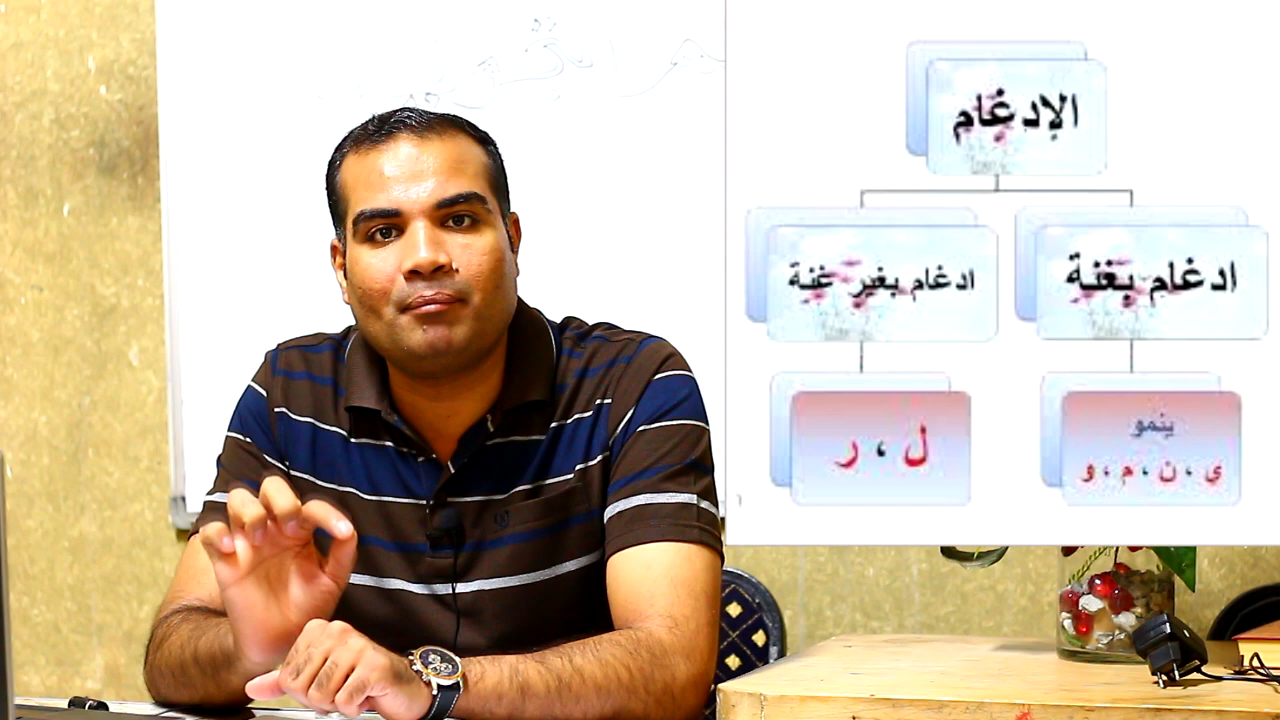 الإدغام
ادغام بغنة
ادغام بغير غنة
ينمو
ي ، ن ، م ، و
ل ، ر